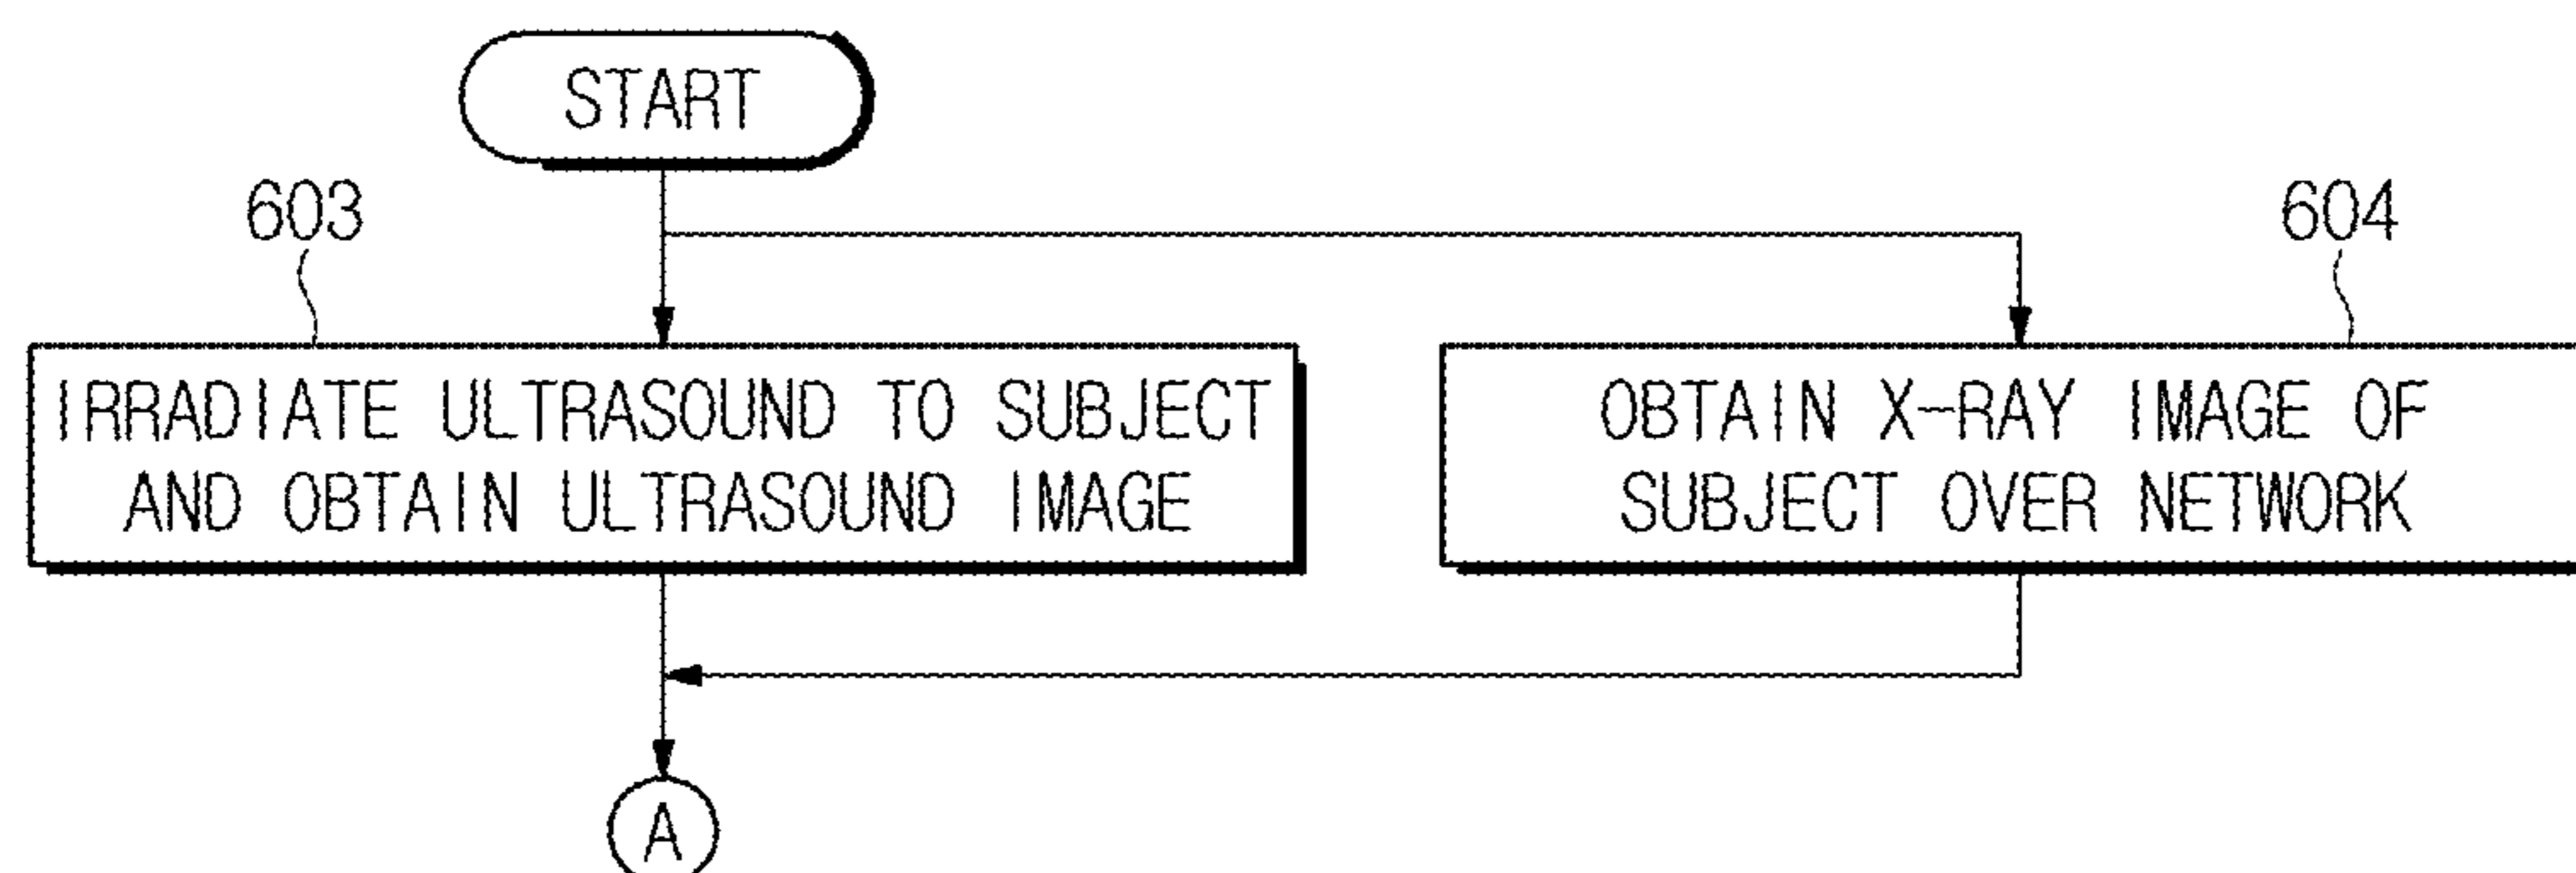 START
603
604
IRRADIATE ULTRASOUND TO SUBJECT
AND OBTAIN ULTRASOUND IMAGE
OBTAIN X-RAY IMAGE OF
SUBJECT OVER NETWORK
A